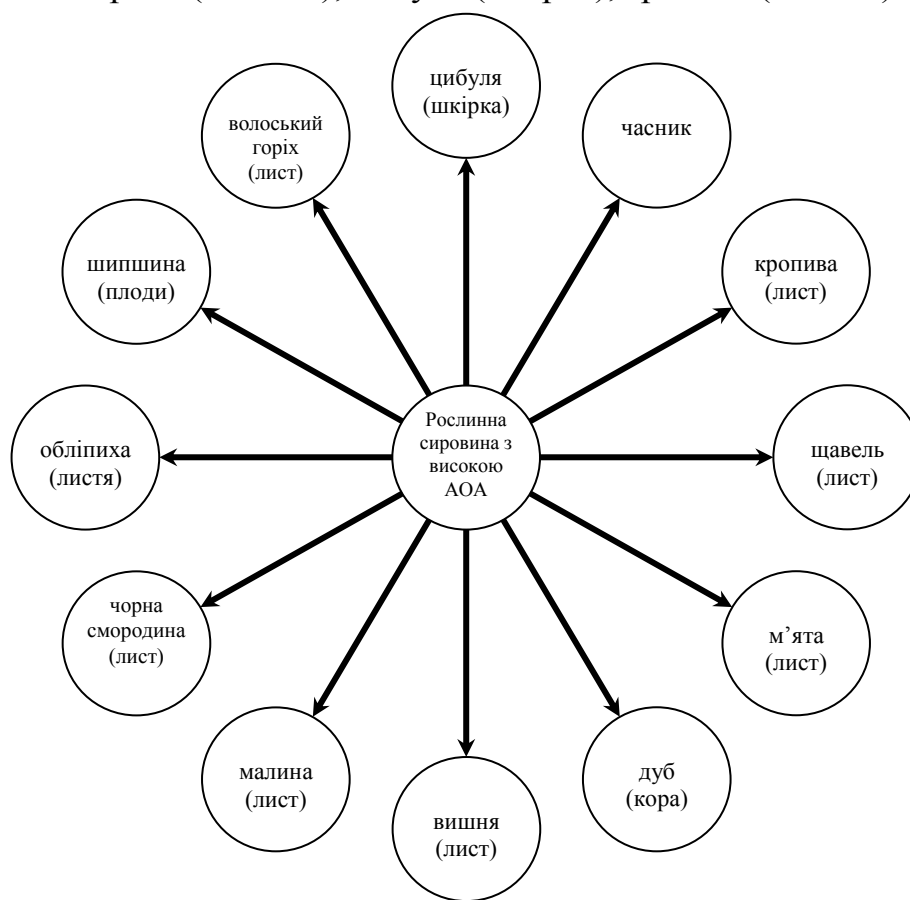 цибуля
(шкірка)
часник
кропива
(лист)
щавель
(лист)
м’ята
(лист)
дуб
(кора)
вишня
(лист)
малина
(лист)
чорна
смородина
(лист)
обліпиха
(листя)
шипшина
(плоди)
волоський
горіх
(лист)
Рослинна
сировина з
високою
АОА